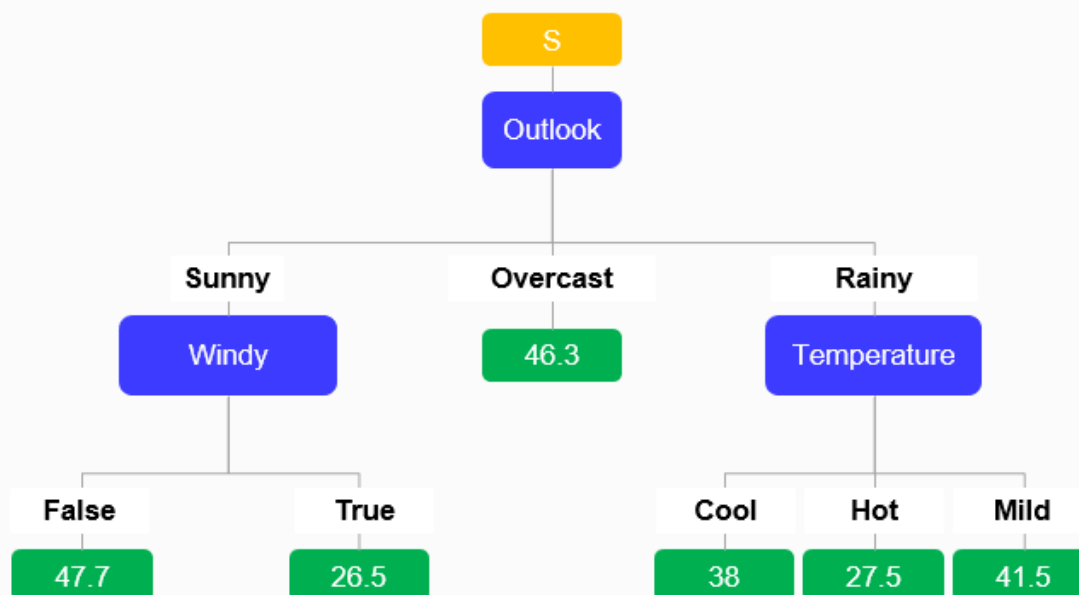 S
Outlook
Sunny Overcast Rainy
Windy 46.3 Temperature
False True Cool Hot Mild
47.7 26.5 38 27.5 41.5